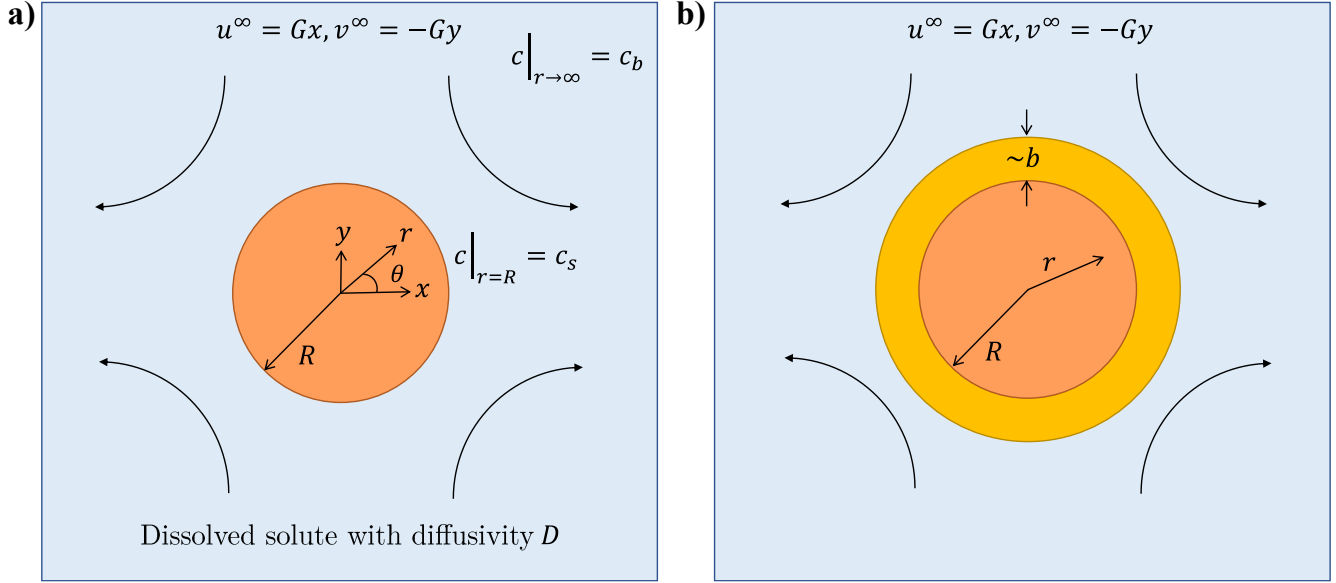 a)
u^∞ = Gx, v^∞ = −Gy
c|_{r→∞} = c_b
y
r
θ
x
c|_{r=R} = c_s
R
Dissolved solute with diffusivity D
b)
u^∞ = Gx, v^∞ = −Gy
~b
r
R